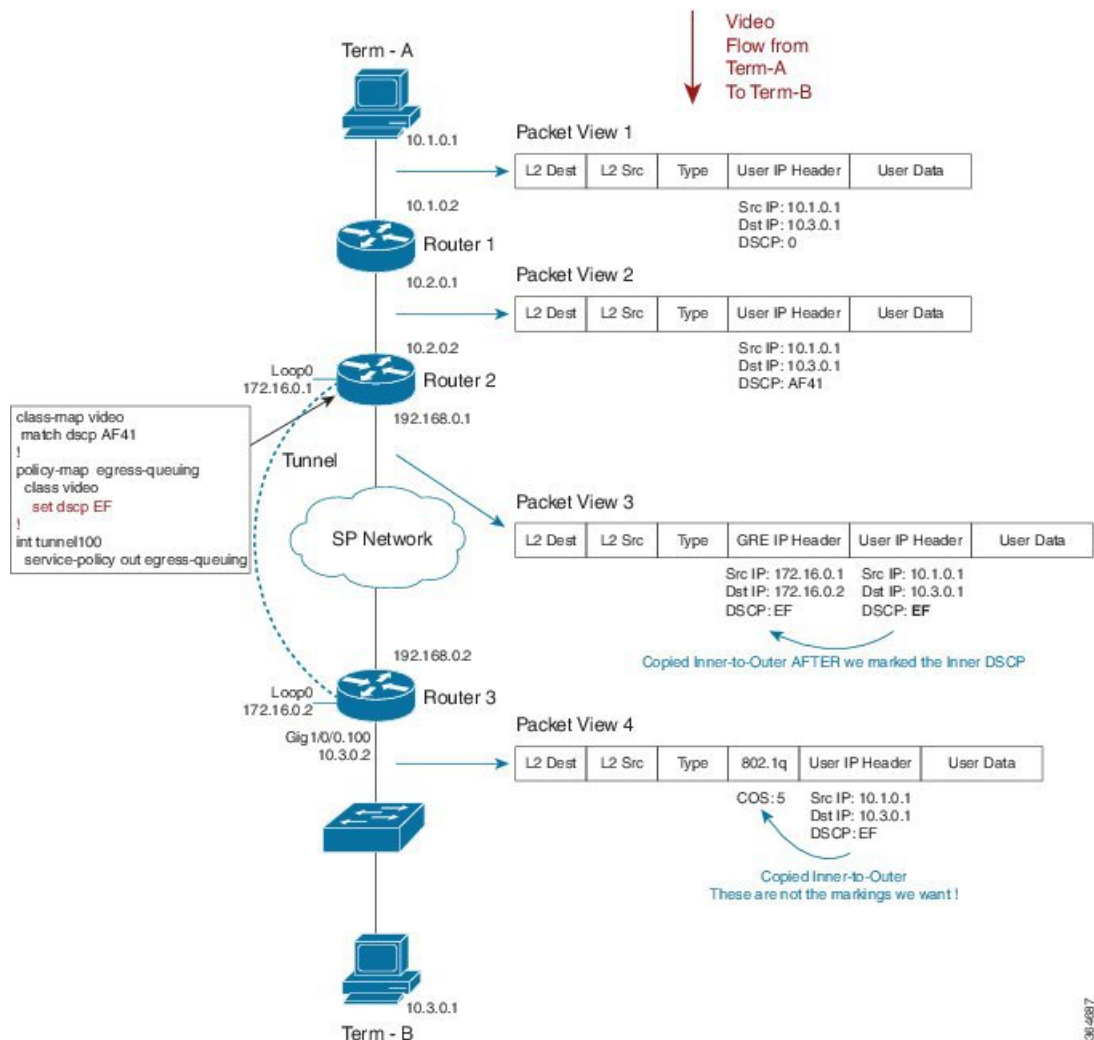 Video
Flow from
Term-A
To Term-B
Term - A
10.1.0.1
Packet View 1
L2 Dest L2 Src Type User IP Header User Data
Src IP: 10.1.0.1
Dst IP: 10.3.0.1
DSCP: 0
10.1.0.2
Router 1
10.2.0.1
Packet View 2
L2 Dest L2 Src Type User IP Header User Data
Src IP: 10.1.0.1
Dst IP: 10.3.0.1
DSCP: AF41
10.2.0.2
Loop0
172.16.0.1
Router 2
192.168.0.1
class-map video
match dscp AF41
!
policy-map egress-queuing
class video
set dscp EF
!
int tunnel100
service-policy out egress-queuing
Tunnel
SP Network
Packet View 3
L2 Dest L2 Src Type GRE IP Header User IP Header User Data
Src IP: 172.16.0.1 Src IP: 10.1.0.1
Dst IP: 172.16.0.2 Dst IP: 10.3.0.1
DSCP: EF DSCP: EF
Copied Inner-to-Outer AFTER we marked the Inner DSCP
192.168.0.2
Loop0
172.16.0.2
Router 3
Gig1/0/0.100
10.3.0.2
Packet View 4
L2 Dest L2 Src Type 802.1q User IP Header User Data
COS: 5 Src IP: 10.1.0.1
Dst IP: 10.3.0.1
DSCP: EF
Copied Inner-to-Outer
These are not the markings we want !
10.3.0.1
Term - B
364687